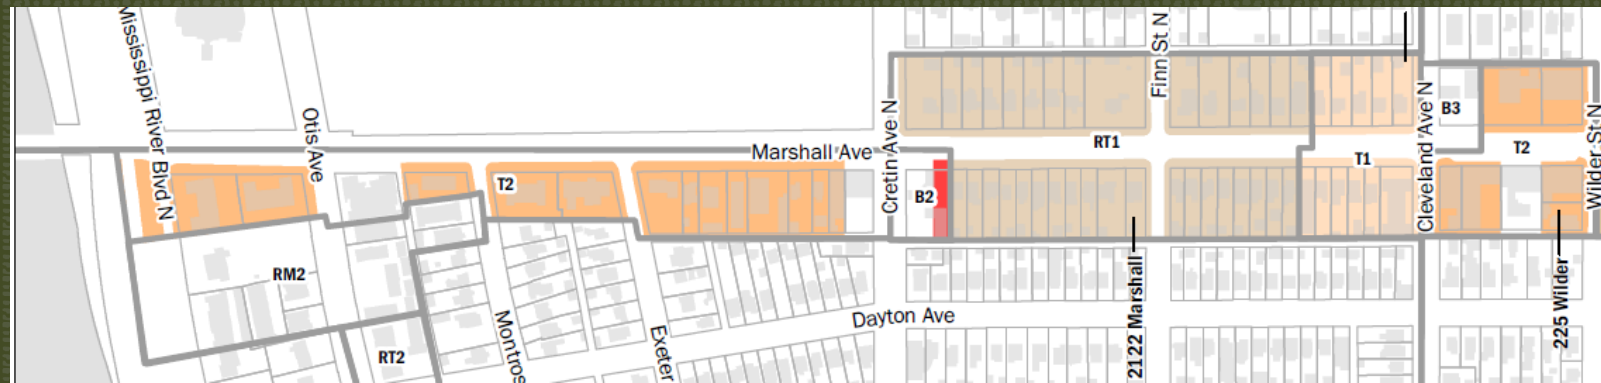 Mississippi River Blvd N
Otis Ave
Marshall Ave
Cretin Ave N
Finn St N
Cleveland Ave N
Wilder St N
B3
RT1
T1
T2
T2
B2
RM2
RT2
Montros
Exeter
Dayton Ave
2122 Marshall
225 Wilder